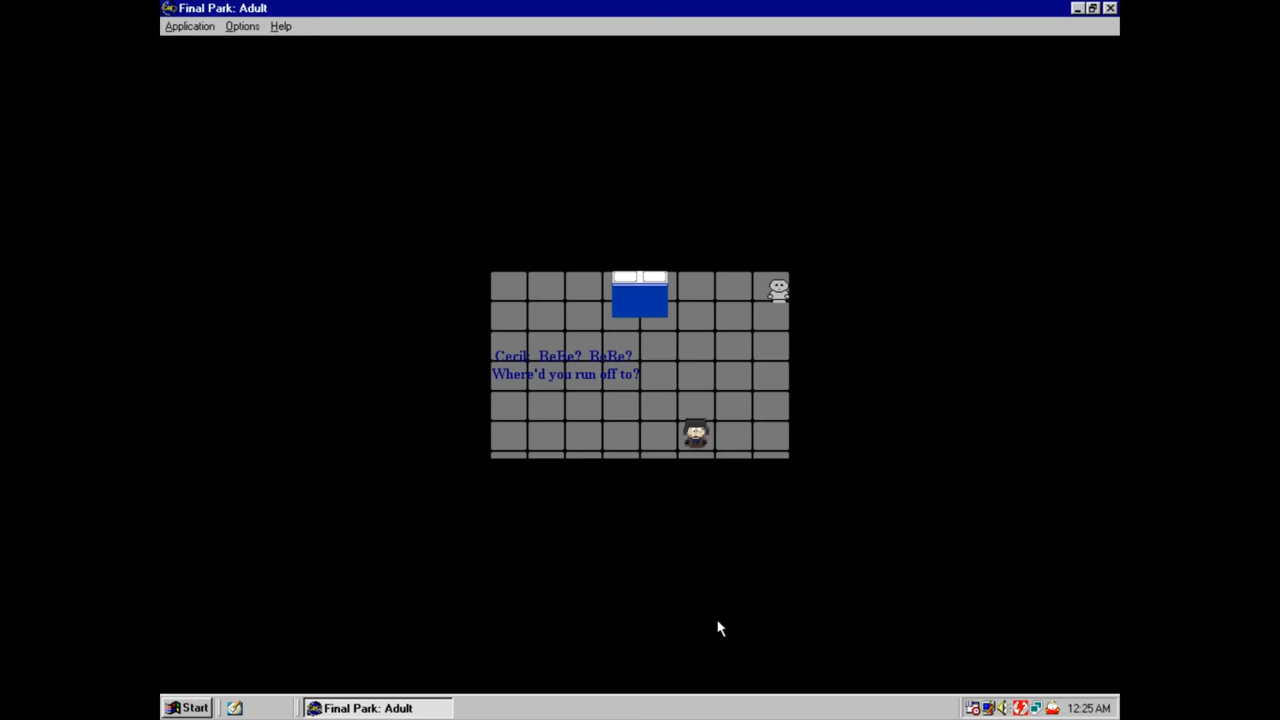 Final Park: Adult
Application Options Help
Cecil: BeBe? BeBe?
Where'd you run off to?
Start
Final Park: Adult
12:25 AM